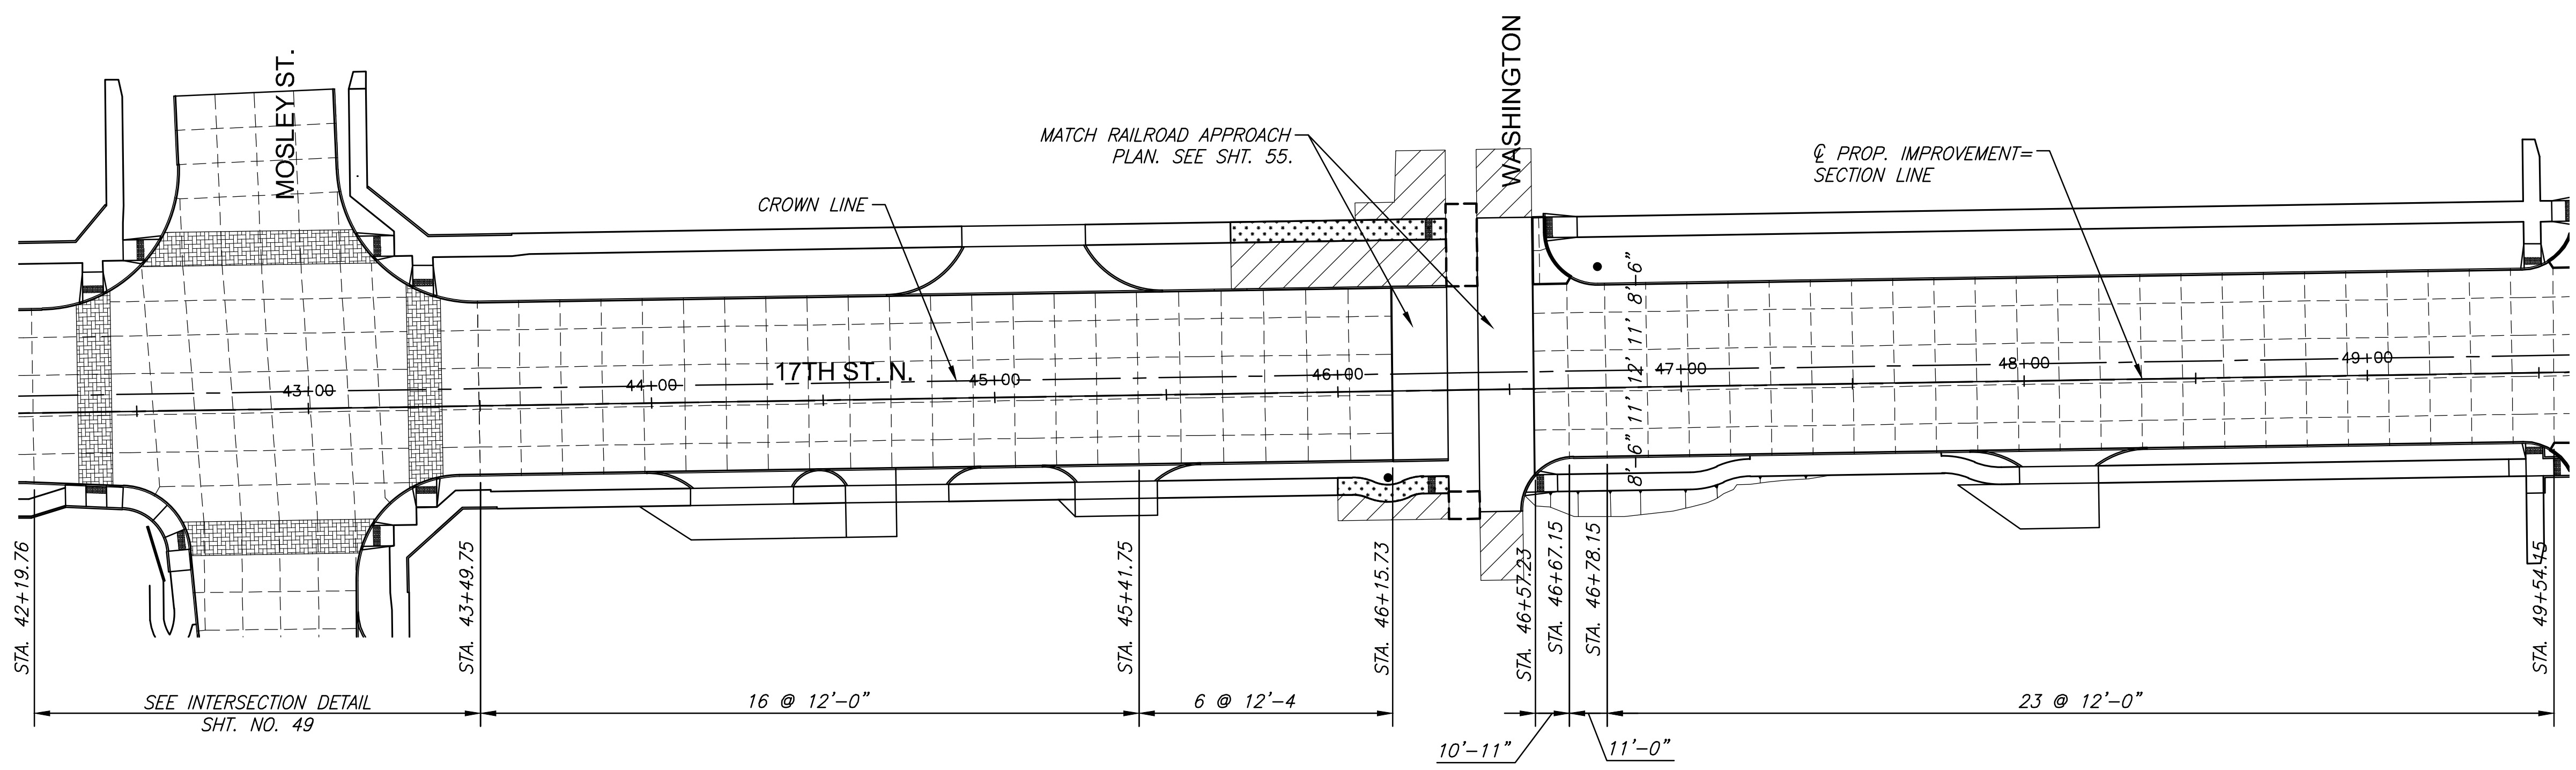 MOSLEY ST.
WASHINGTON
MATCH RAILROAD APPROACH
PLAN. SEE SHT. 55.
℄ PROP. IMPROVEMENT=
SECTION LINE
CROWN LINE
17TH ST. N.
43+00
44+00
45+00
46+00
47+00
48+00
49+00
8'-6" 11' 12' 11' 8'-6"
STA. 42+19.76
STA. 43+49.75
STA. 45+41.75
STA. 46+15.73
STA. 46+57.23
STA. 46+67.15
STA. 46+78.15
STA. 49+54.15
SEE INTERSECTION DETAIL
SHT. NO. 49
16 @ 12'-0"
6 @ 12'-4
10'-11"
11'-0"
23 @ 12'-0"